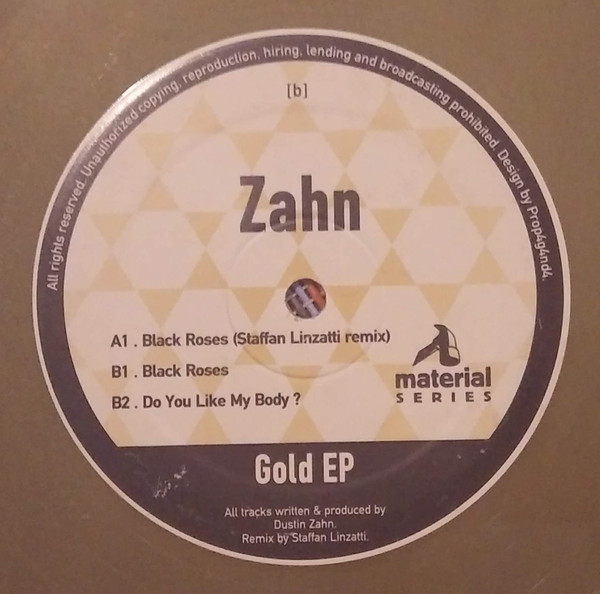 All rights reserved. Unauthorized copying, reproduction, hiring, lending and broadcasting prohibited. Design by Prop4g4nd4.
[b]
Zahn
A1 . Black Roses (Staffan Linzatti remix)
B1 . Black Roses
B2 . Do You Like My Body ?
material
SERIES
Gold EP
All tracks written & produced by
Dustin Zahn.
Remix by Staffan Linzatti.